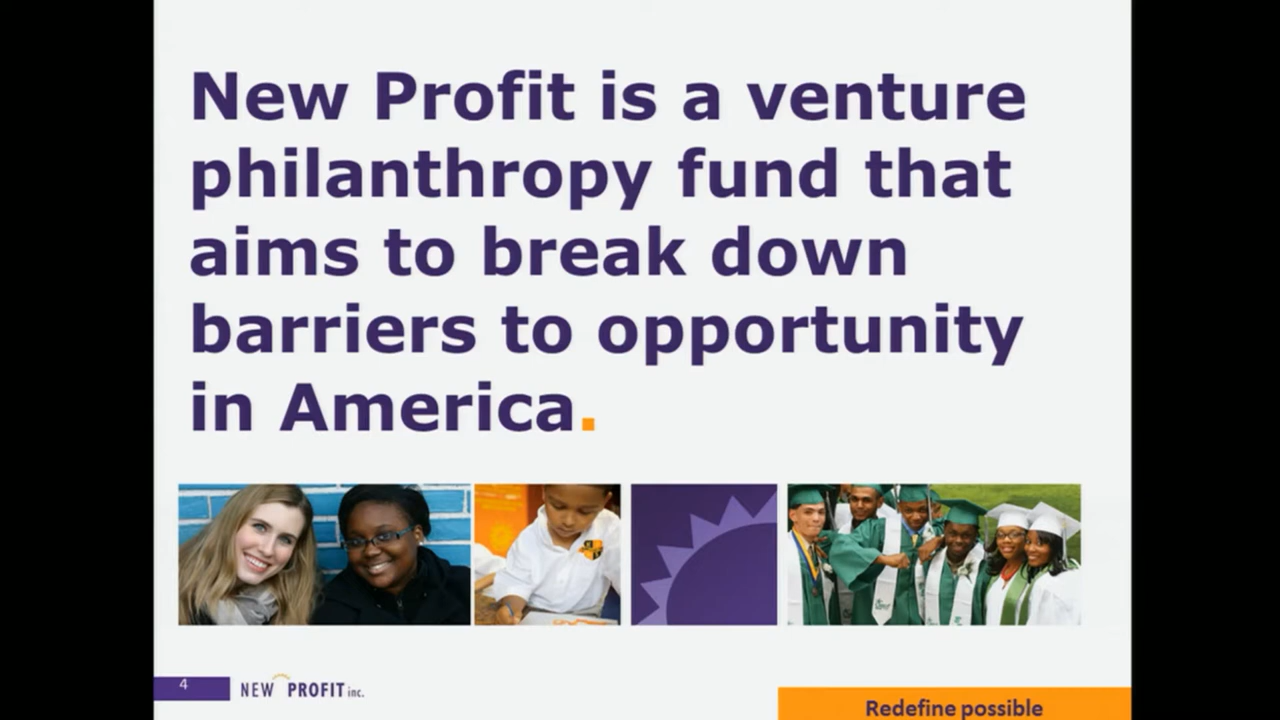 New Profit is a venture
philanthropy fund that
aims to break down
barriers to opportunity
in America.
4
NEW PROFIT inc.
Redefine possible